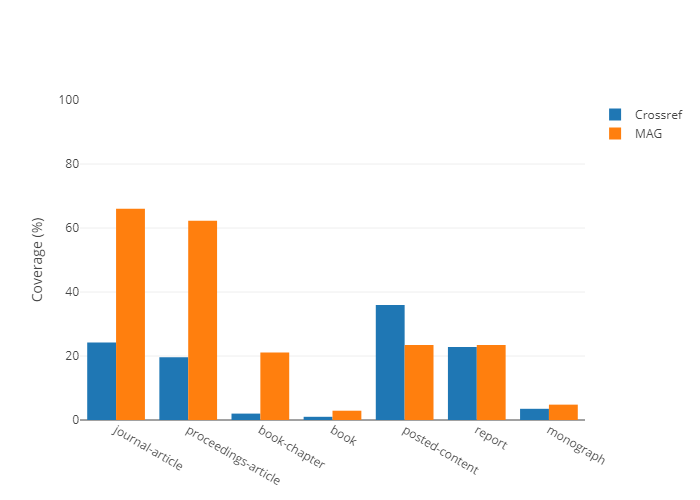 100
80
60
40
20
0
Coverage (%)
journal-article
proceedings-article
book-chapter
book
posted-content
report
monograph
Crossref
MAG